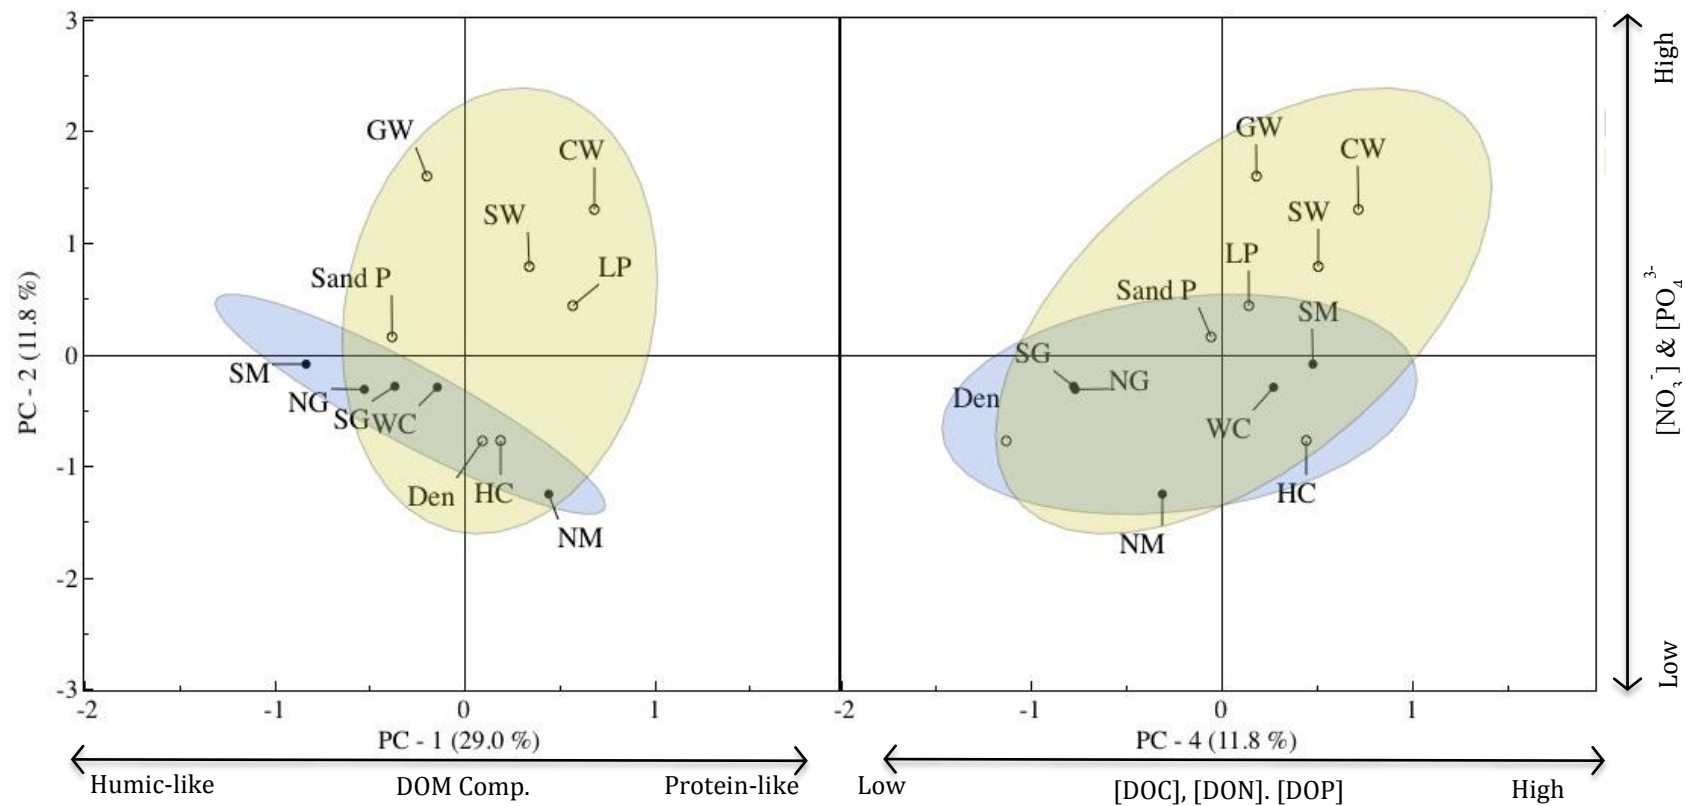 3
2
1
0
-1
-2
-3
PC - 2 (11.8 %)
GW
CW
SW
LP
Sand P
SM
NG
SG
WC
Den
HC
NM
-2
-1
0
1
PC - 1 (29.0 %)
Humic-like
DOM Comp.
Protein-like
GW
CW
SW
LP
Sand P
SM
SG
NG
Den
WC
HC
NM
-2
-1
0
1
PC - 4 (11.8 %)
Low
[DOC], [DON]. [DOP]
High
High
[NO₃⁻] & [PO₄³⁻
Low